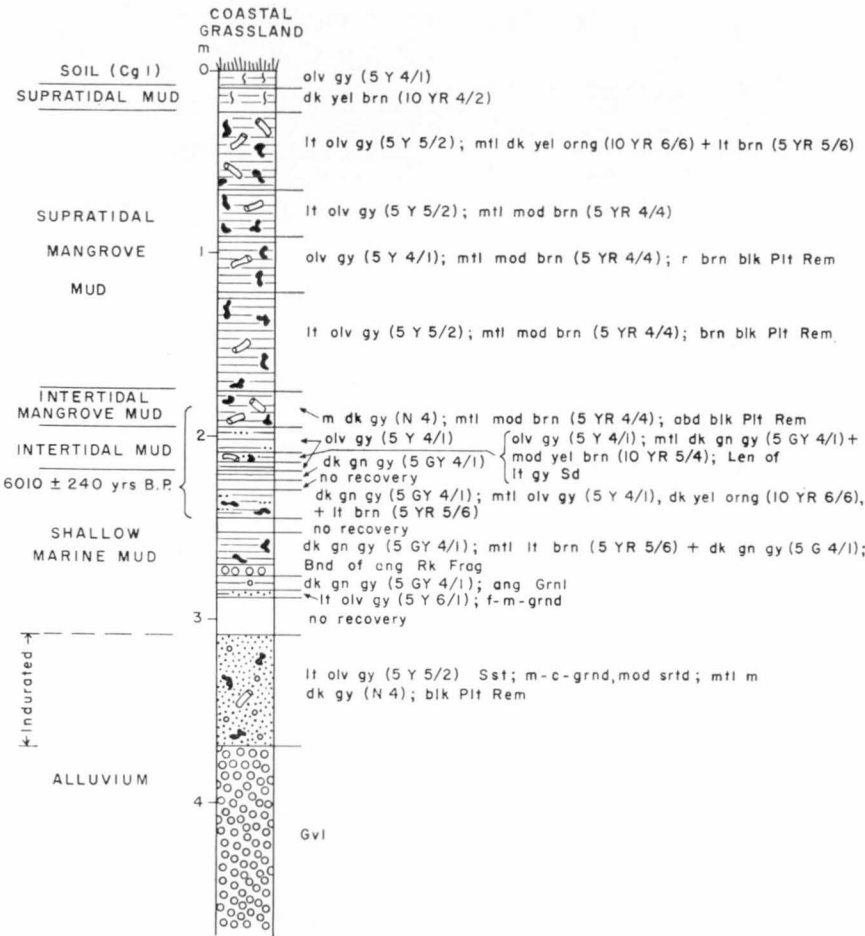 COASTAL
GRASSLAND
m
0
SOIL (Cg l)
olv gy (5 Y 4/1)
SUPRATIDAL MUD
dk yel brn (10 YR 4/2)
lt olv gy (5 Y 5/2); mtl dk yel orng (10 YR 6/6) + lt brn (5 YR 5/6)
SUPRATIDAL
MANGROVE
MUD
lt olv gy (5 Y 5/2); mtl mod brn (5 YR 4/4)
1
olv gy (5 Y 4/1); mtl mod brn (5 YR 4/4); r brn blk Plt Rem
lt olv gy (5 Y 5/2); mtl mod brn (5 YR 4/4); brn blk Plt Rem
INTERTIDAL
MANGROVE MUD
m dk gy (N 4); mtl mod brn (5 YR 4/4); abd blk Plt Rem
2
INTERTIDAL MUD
olv gy (5 Y 4/1)
olv gy (5 Y 4/1); mtl dk gn gy (5 GY 4/1)+
mod yel brn (10 YR 5/4); Len of
lt gy Sd
dk gn gy (5 GY 4/1)
no recovery
6010 ± 240 yrs B.P.
dk gn gy (5 GY 4/1); mtl olv gy (5 Y 4/1), dk yel orng (10 YR 6/6),
+ lt brn (5 YR 5/6)
no recovery
SHALLOW
MARINE MUD
dk gn gy (5 GY 4/1); mtl lt brn (5 YR 5/6) + dk gn gy (5 G 4/1);
Bnd of ang Rk Frag
dk gn gy (5 GY 4/1); ang Grnl
lt olv gy (5 Y 6/1); f-m-grnd
3
no recovery
Indurated
lt olv gy (5 Y 5/2) Sst; m-c-grnd, mod srtd; mtl m
dk gy (N 4); blk Plt Rem
ALLUVIUM
4
Gvl